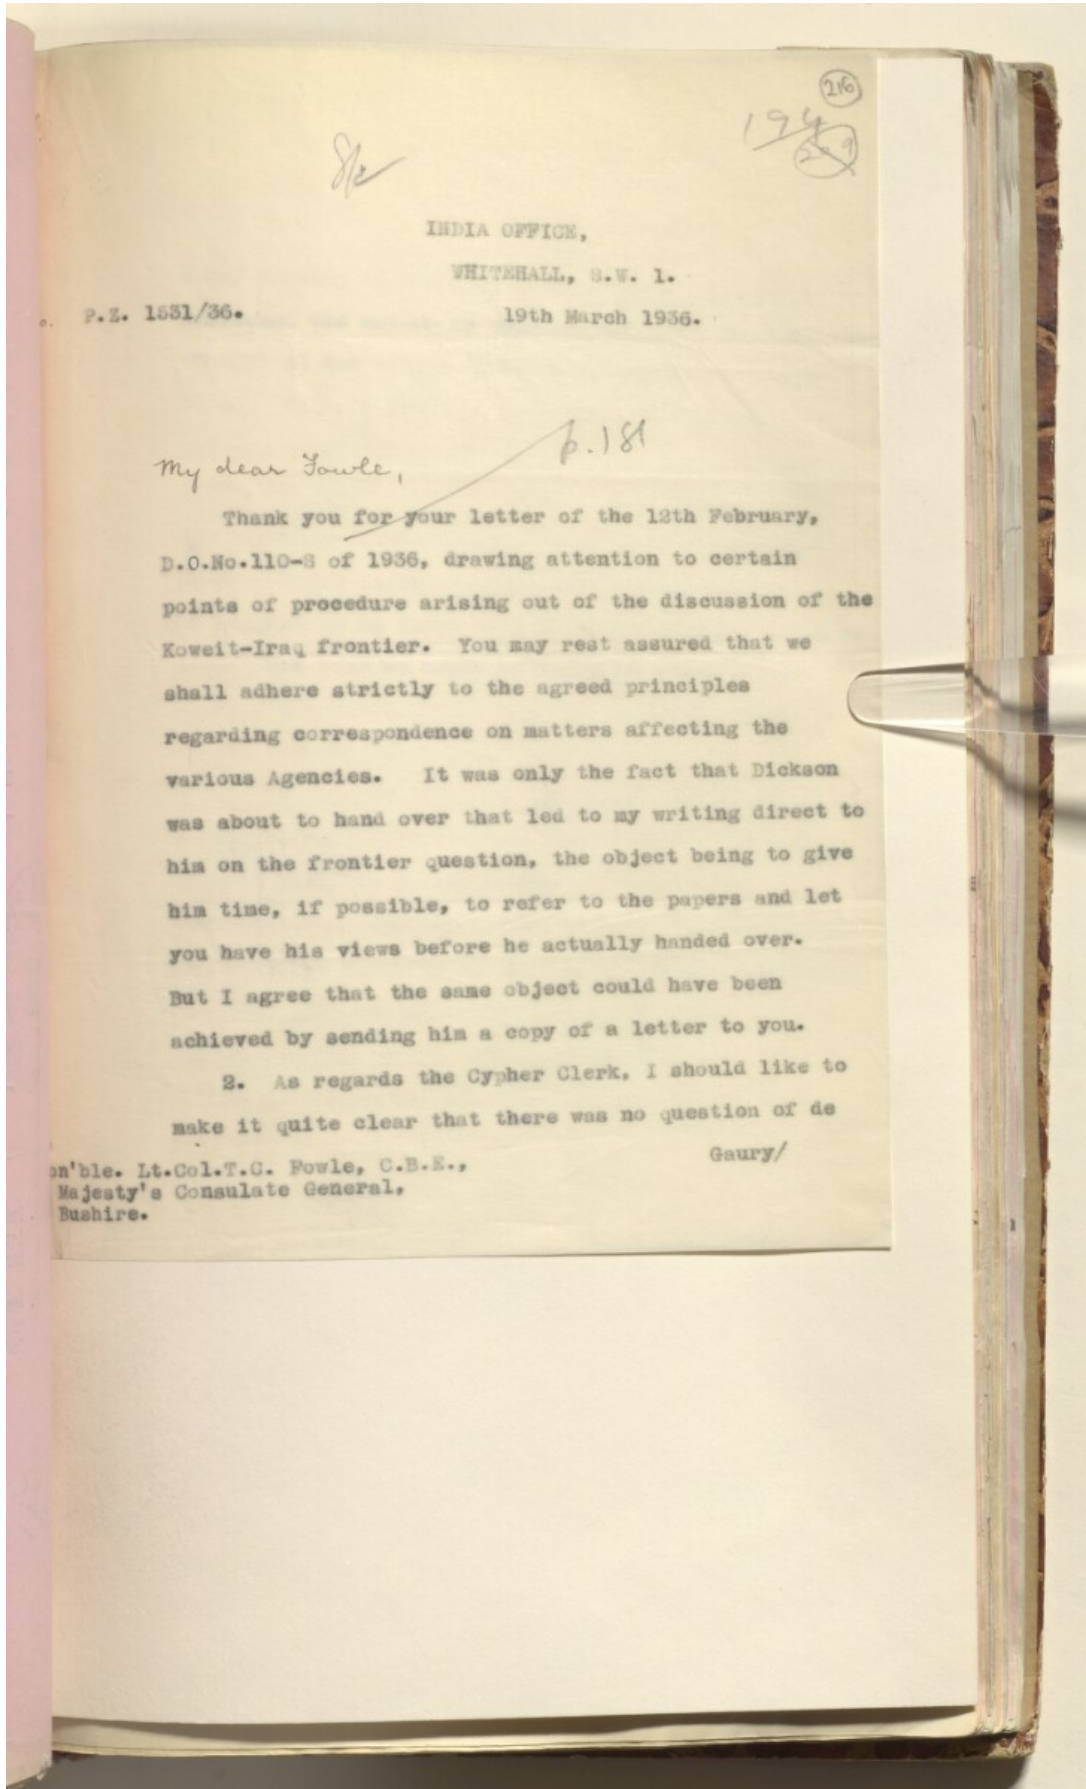 216
194
INDIA OFFICE,
WHITEHALL, S.W. 1.
P.Z. 1531/36.
19th March 1936.
p. 181
My dear Fowle,
Thank you for your letter of the 12th February,
D.O.No.110-S of 1936, drawing attention to certain
points of procedure arising out of the discussion of the
Koweit-Iraq frontier. You may rest assured that we
shall adhere strictly to the agreed principles
regarding correspondence on matters affecting the
various Agencies. It was only the fact that Dickson
was about to hand over that led to my writing direct to
him on the frontier question, the object being to give
him time, if possible, to refer to the papers and let
you have his views before he actually handed over.
But I agree that the same object could have been
achieved by sending him a copy of a letter to you.
2. As regards the Cypher Clerk, I should like to
make it quite clear that there was no question of de
Gaury/
on'ble. Lt.Col.T.C. Fowle, C.B.E.,
Majesty's Consulate General,
Bushire.